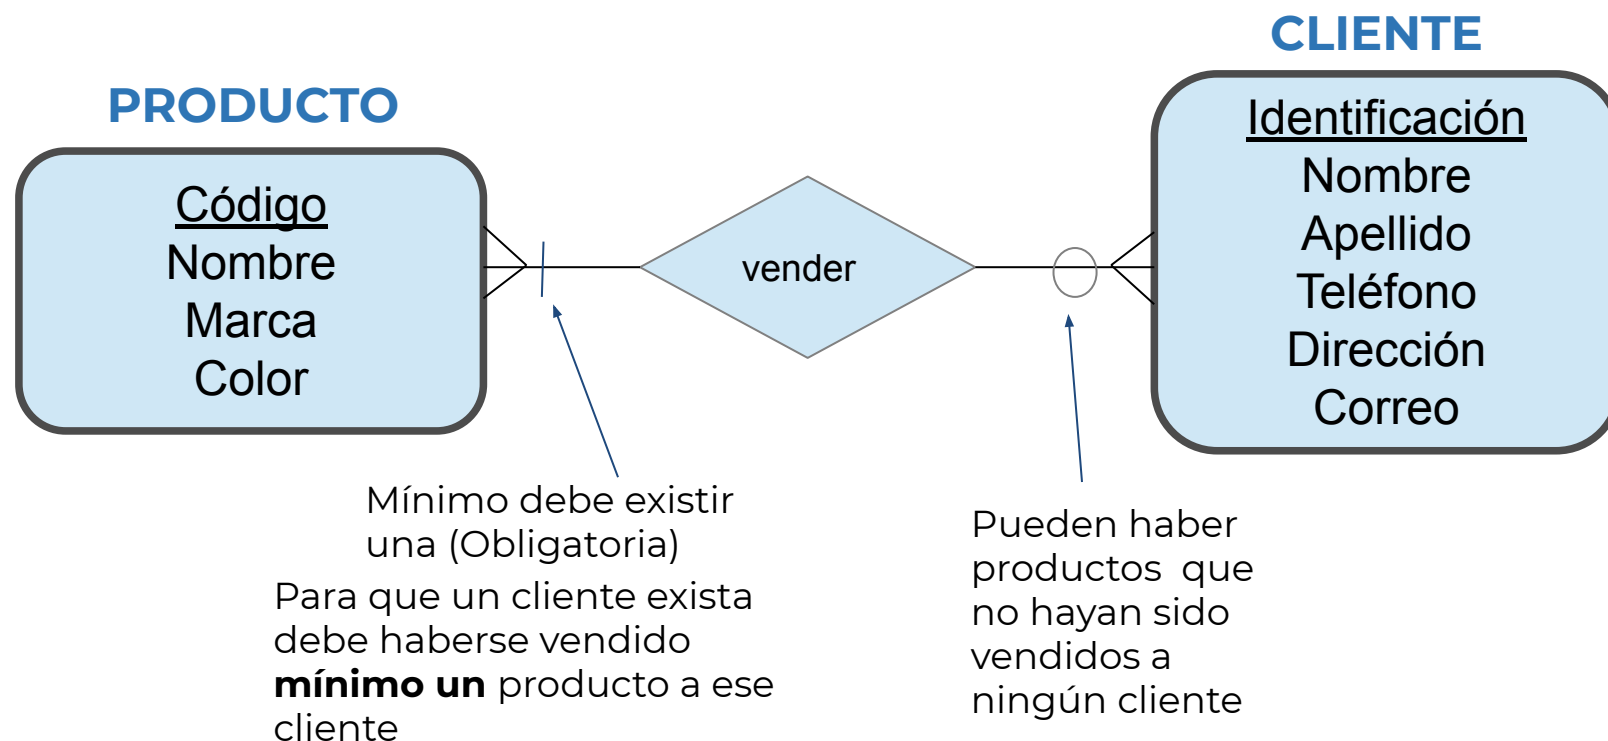 PRODUCTO
Código
Nombre
Marca
Color
vender
CLIENTE
Identificación
Nombre
Apellido
Teléfono
Dirección
Correo
Mínimo debe existir
una (Obligatoria)
Para que un cliente exista
debe haberse vendido
mínimo un producto a ese
cliente
Pueden haber
productos que
no hayan sido
vendidos a
ningún cliente